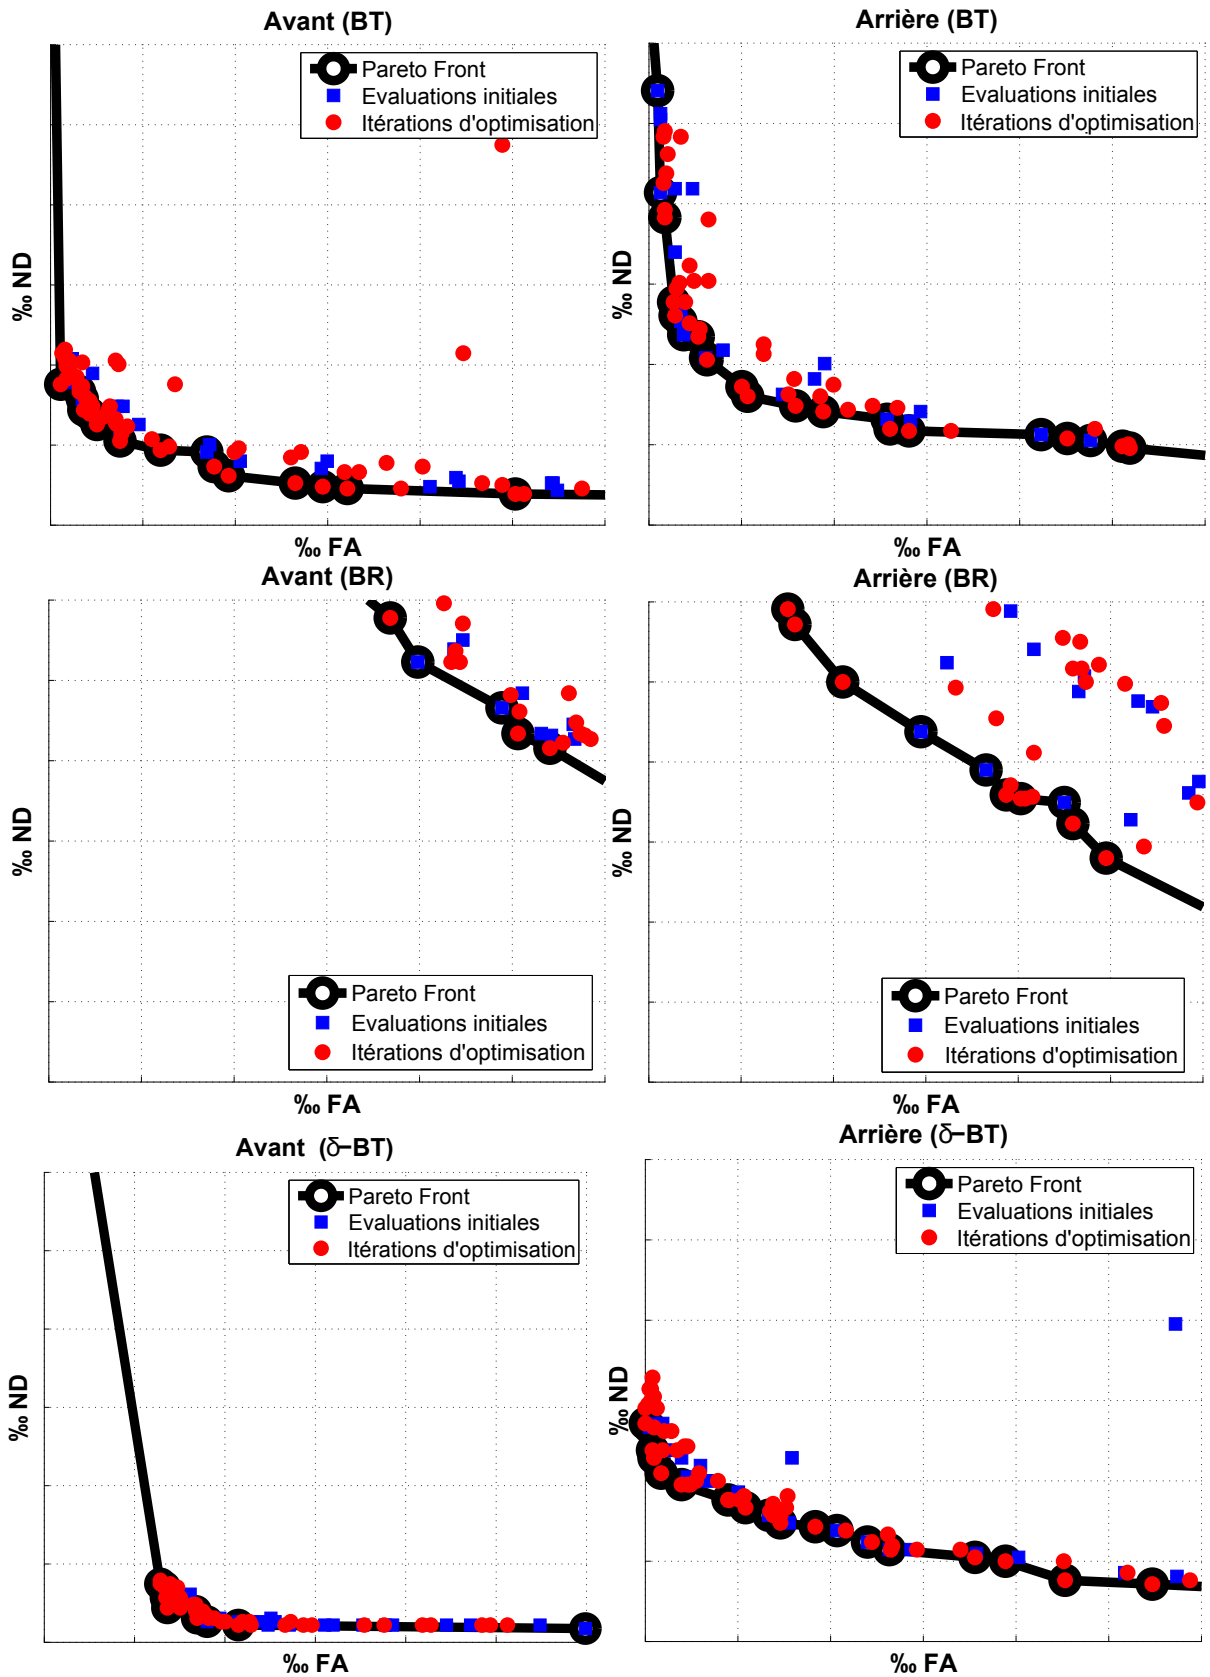 Avant (BT)
Pareto Front
Evaluations initiales
Itérations d'optimisation
‰ ND
‰ FA
Arrière (BT)
Pareto Front
Evaluations initiales
Itérations d'optimisation
‰ ND
‰ FA
Avant (BR)
‰ ND
Pareto Front
Evaluations initiales
Itérations d'optimisation
‰ FA
Arrière (BR)
‰ ND
Pareto Front
Evaluations initiales
Itérations d'optimisation
‰ FA
Avant (δ−BT)
Pareto Front
Evaluations initiales
Itérations d'optimisation
‰ ND
‰ FA
Arrière (δ−BT)
Pareto Front
Evaluations initiales
Itérations d'optimisation
‰ ND
‰ FA